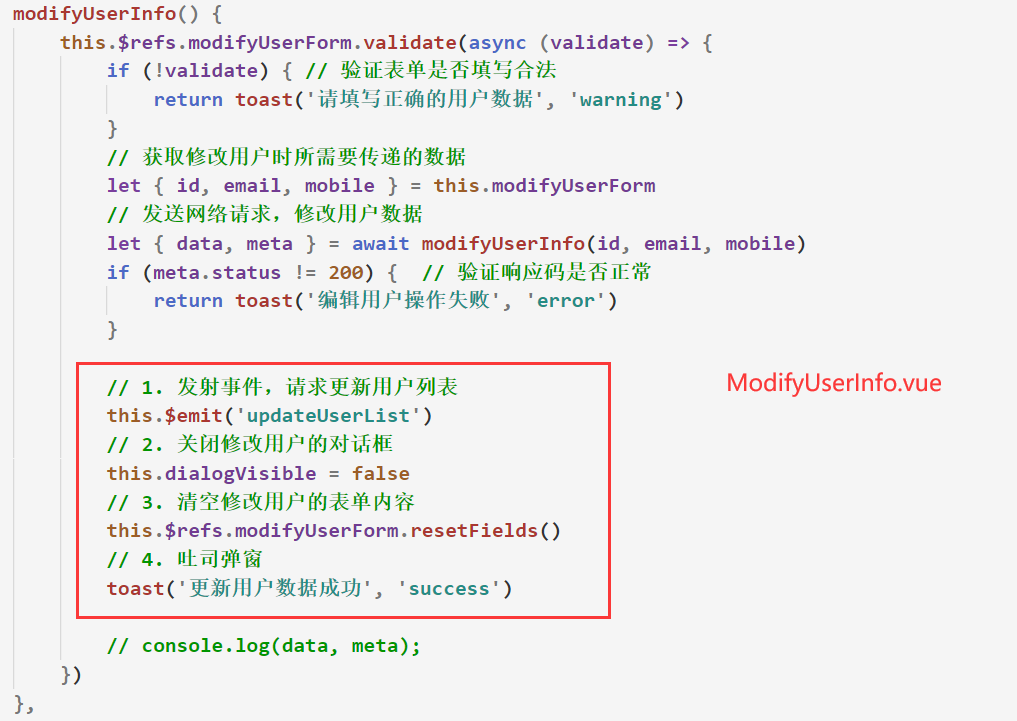 modifyUserInfo() {
this.$refs.modifyUserForm.validate(async (validate) => {
if (!validate) { // 验证表单是否填写合法
return toast('请填写正确的用户数据', 'warning')
}
// 获取修改用户时所需要传递的数据
let { id, email, mobile } = this.modifyUserForm
// 发送网络请求，修改用户数据
let { data, meta } = await modifyUserInfo(id, email, mobile)
if (meta.status != 200) { // 验证响应码是否正常
return toast('编辑用户操作失败', 'error')
}
// 1. 发射事件，请求更新用户列表
this.$emit('updateUserList')
// 2. 关闭修改用户的对话框
this.dialogVisible = false
// 3. 清空修改用户的表单内容
this.$refs.modifyUserForm.resetFields()
// 4. 吐司弹窗
toast('更新用户数据成功', 'success')
ModifyUserInfo.vue
// console.log(data, meta);
})
},